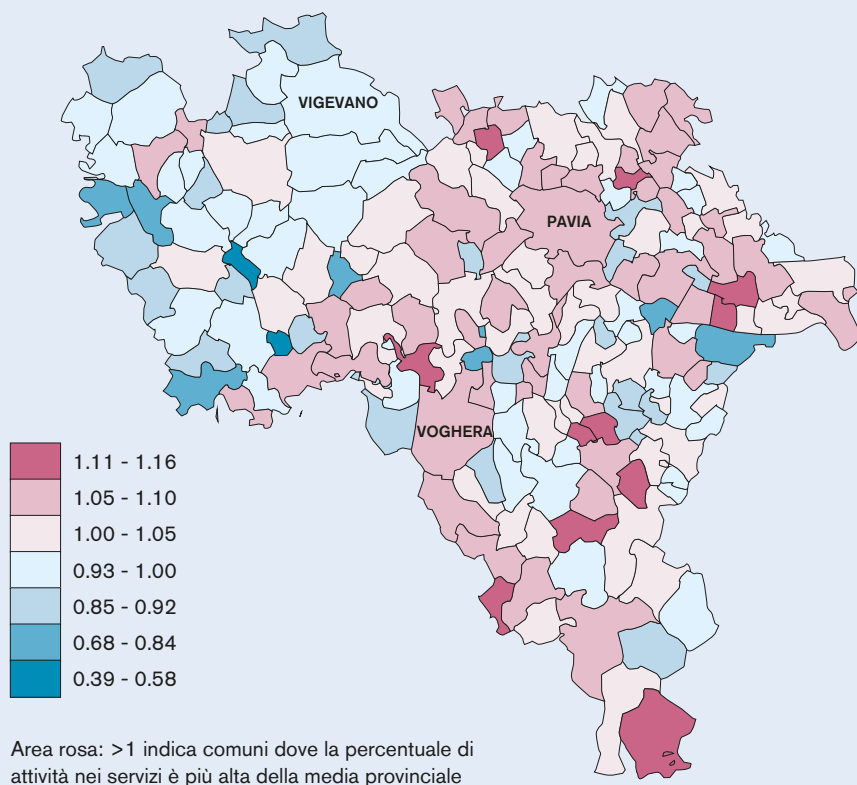 VIGEVANO
PAVIA
VOGHERA
1.11 - 1.16
1.05 - 1.10
1.00 - 1.05
0.93 - 1.00
0.85 - 0.92
0.68 - 0.84
0.39 - 0.58
Area rosa: >1 indica comuni dove la percentuale di
attività nei servizi è più alta della media provinciale